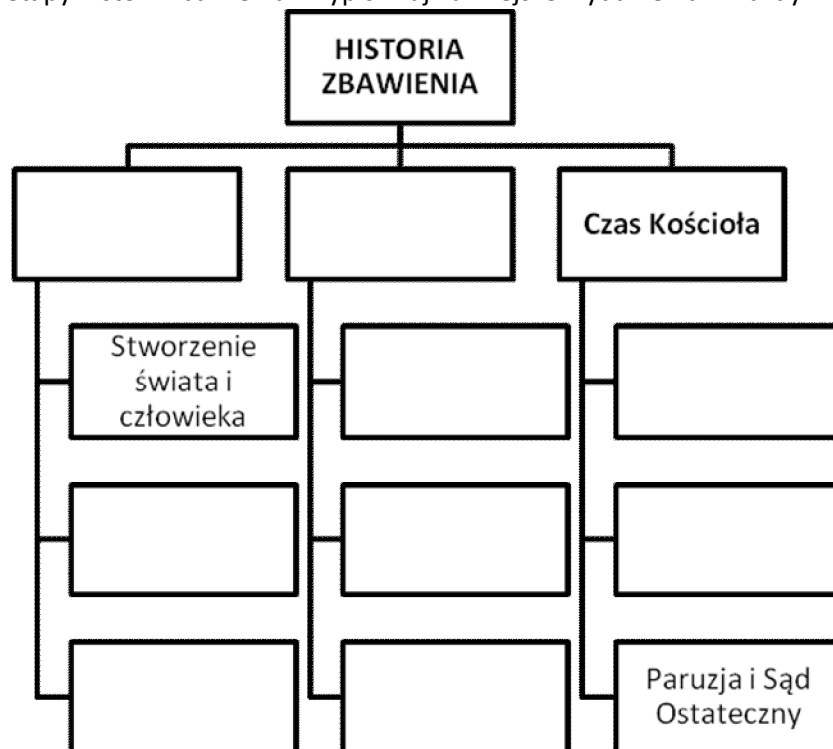 HISTORIA
ZBAWIENIA
Czas Kościoła
Stworzenie
świata i
człowieka
Paruzja i Sąd
Ostateczny